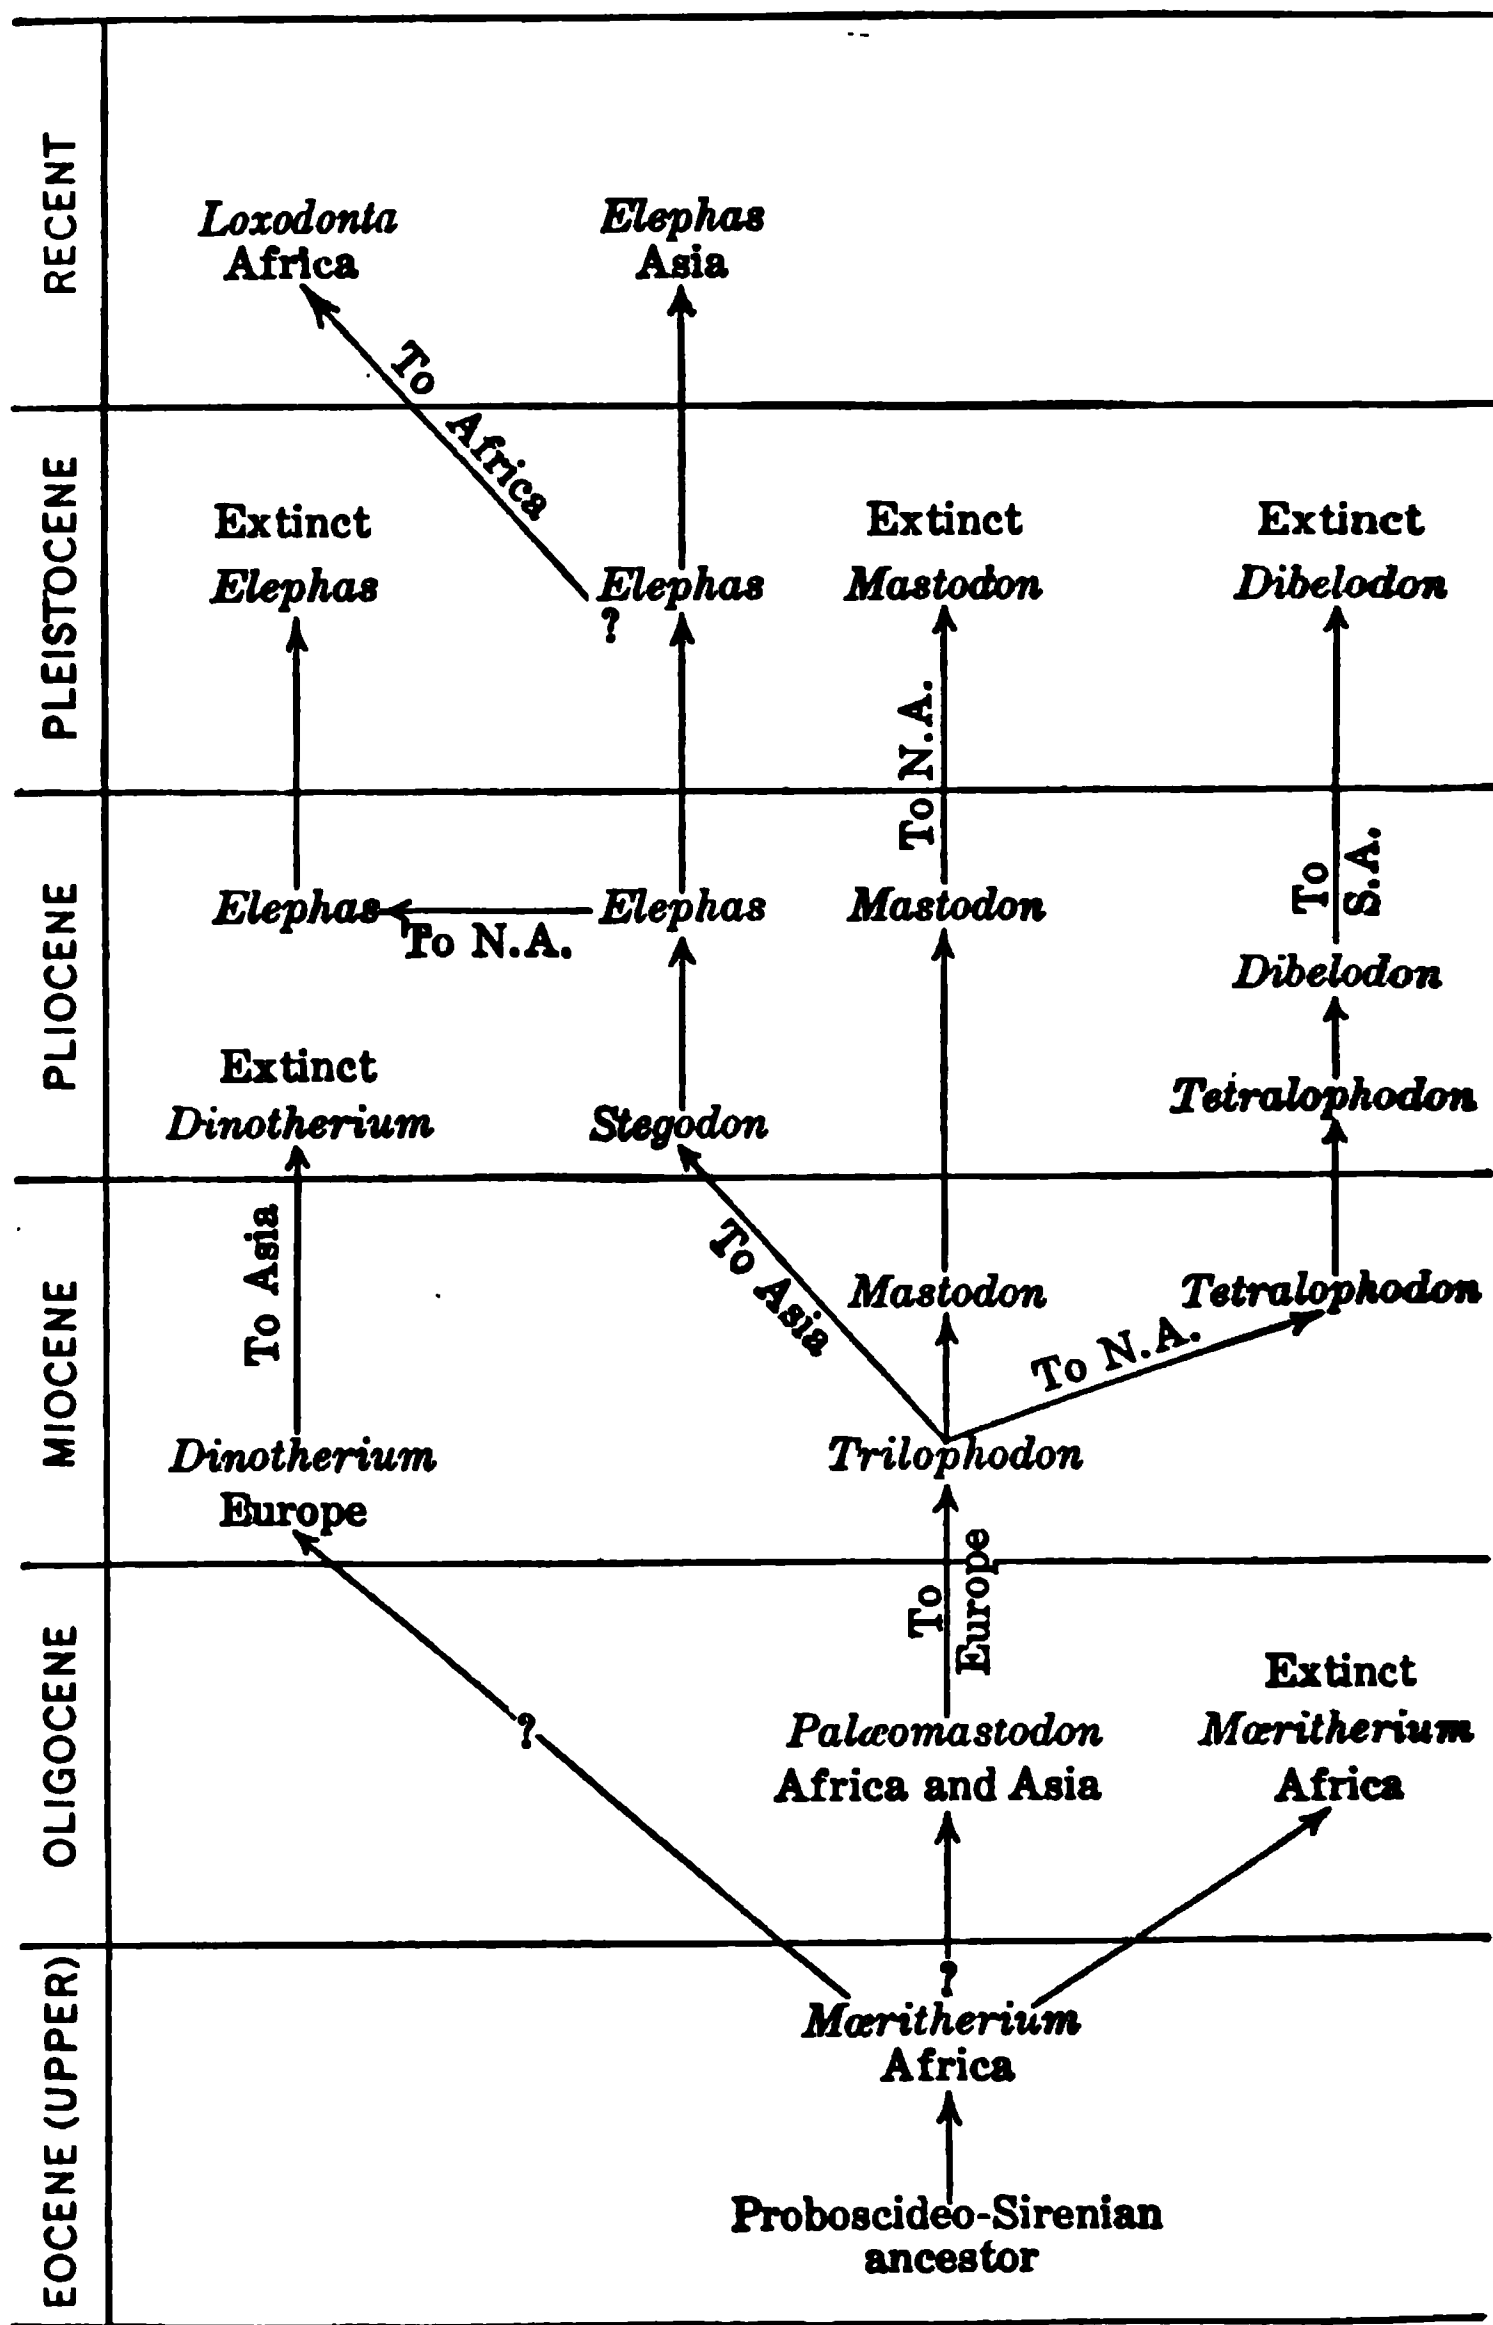 RECENT
Loxodonta
Africa
Elephas
Asia
To Africa
PLEISTOCENE
Extinct
Elephas
Elephas
?
Extinct
Mastodon
Extinct
Dibelodon
To N.A.
PLIOCENE
Elephas
To N.A.
Elephas
Mastodon
To
S.A.
Dibelodon
Extinct
Dinotherium
Stegodon
Tetralophodon
MIOCENE
To Asia
To Asia
Mastodon
Tetralophodon
To N.A.
Dinotherium
Europe
Trilophodon
OLIGOCENE
To
Europe
?
Palæomastodon
Africa and Asia
Extinct
Mœritherium
Africa
EOCENE (UPPER)
?
Mœritherium
Africa
Proboscideo-Sirenian
ancestor